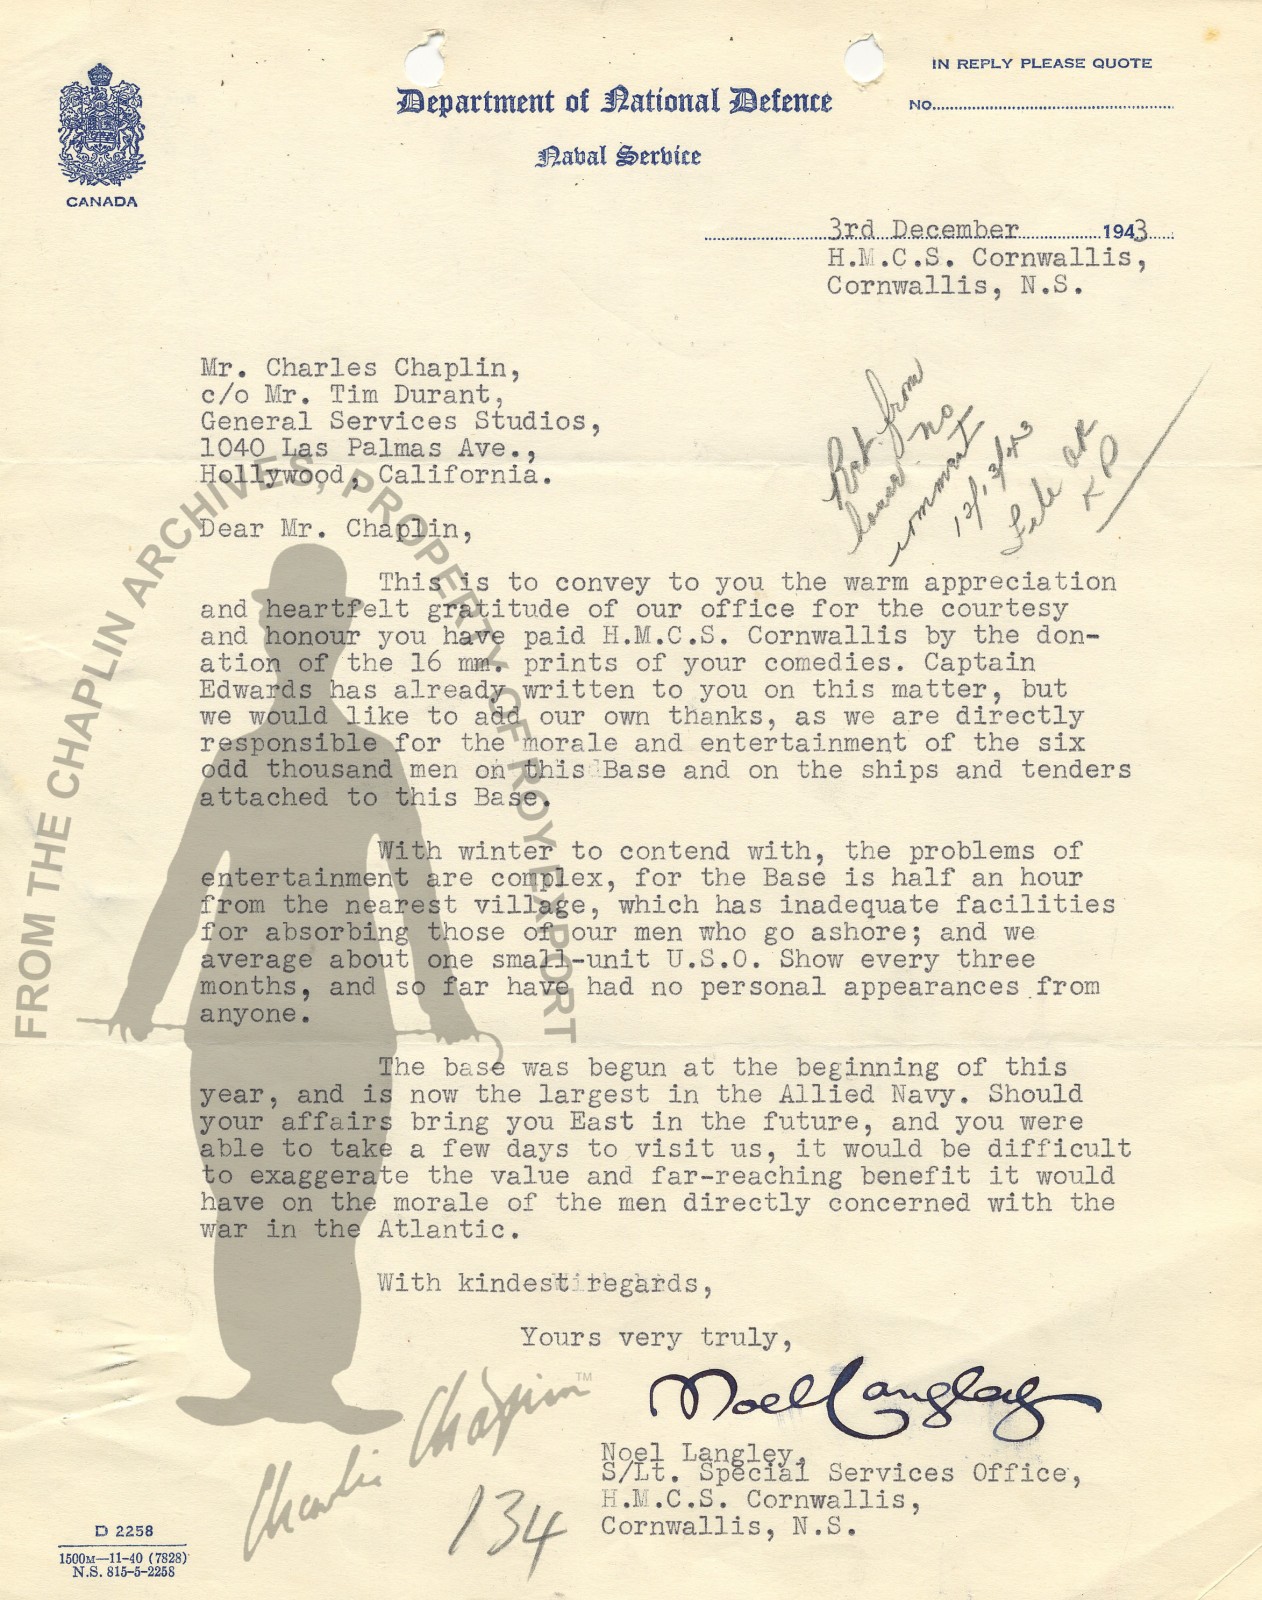 IN REPLY PLEASE QUOTE
No.
Department of National Defence
Naval Service
CANADA
3rd December 1943
H.M.C.S. Cornwallis,
Cornwallis, N.S.
Mr. Charles Chaplin,
c/o Mr. Tim Durant,
General Services Studios,
1040 Las Palmas Ave.,
Hollywood, California.
from
no
comment
12/13/43
File
Dear Mr. Chaplin,
This is to convey to you the warm appreciation
and heartfelt gratitude of our office for the courtesy
and honour you have paid H.M.C.S. Cornwallis by the don-
ation of the 16 mm. prints of your comedies. Captain
Edwards has already written to you on this matter, but
we would like to add our own thanks, as we are directly
responsible for the morale and entertainment of the six
odd thousand men on this Base and on the ships and tenders
attached to this Base.
With winter to contend with, the problems of
entertainment are complex, for the Base is half an hour
from the nearest village, which has inadequate facilities
for absorbing those of our men who go ashore; and we
average about one small-unit U.S.O. Show every three
months, and so far have had no personal appearances from
anyone.
The base was begun at the beginning of this
year, and is now the largest in the Allied Navy. Should
your affairs bring you East in the future, and you were
able to take a few days to visit us, it would be difficult
to exaggerate the value and far-reaching benefit it would
have on the morale of the men directly concerned with the
war in the Atlantic.
With kindest regards,
Yours very truly,
Noel Langley
Noel Langley,
S/Lt. Special Services Office,
H.M.C.S. Cornwallis,
Cornwallis, N.S.
134
D 2258
1500M—11-40 (7828)
N.S. 815-5-2258
FROM THE CHAPLIN ARCHIVES, PROPERTY OF ROY EXPORT
Charlie Chaplin™